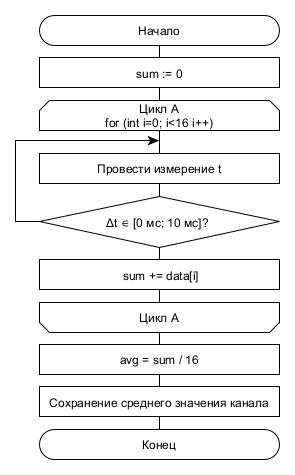 Начало
sum := 0
Цикл A
for (int i=0; i<16 i++)
Провести измерение t
Δt ∈ [0 мс; 10 мс]?
sum += data[i]
Цикл A
avg = sum / 16
Сохранение среднего значения канала
Конец